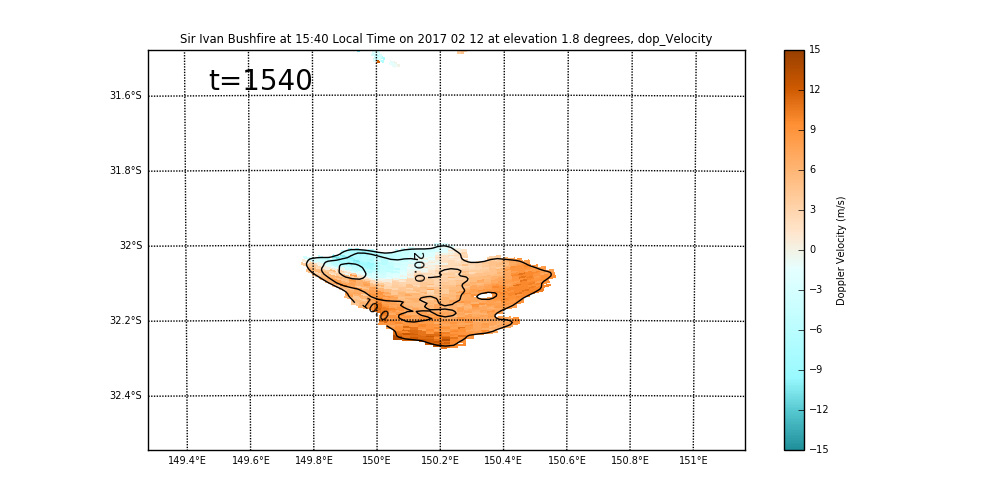 Sir Ivan Bushfire at 15:40 Local Time on 2017 02 12 at elevation 1.8 degrees, dop_Velocity
t=1540
31.6°S
31.8°S
32°S
32.2°S
32.4°S
149.4°E 149.6°E 149.8°E 150°E 150.2°E 150.4°E 150.6°E 150.8°E 151°E
20.0
10.0
15
12
9
6
3
0
−3
−6
−9
−12
−15
Doppler Velocity (m/s)